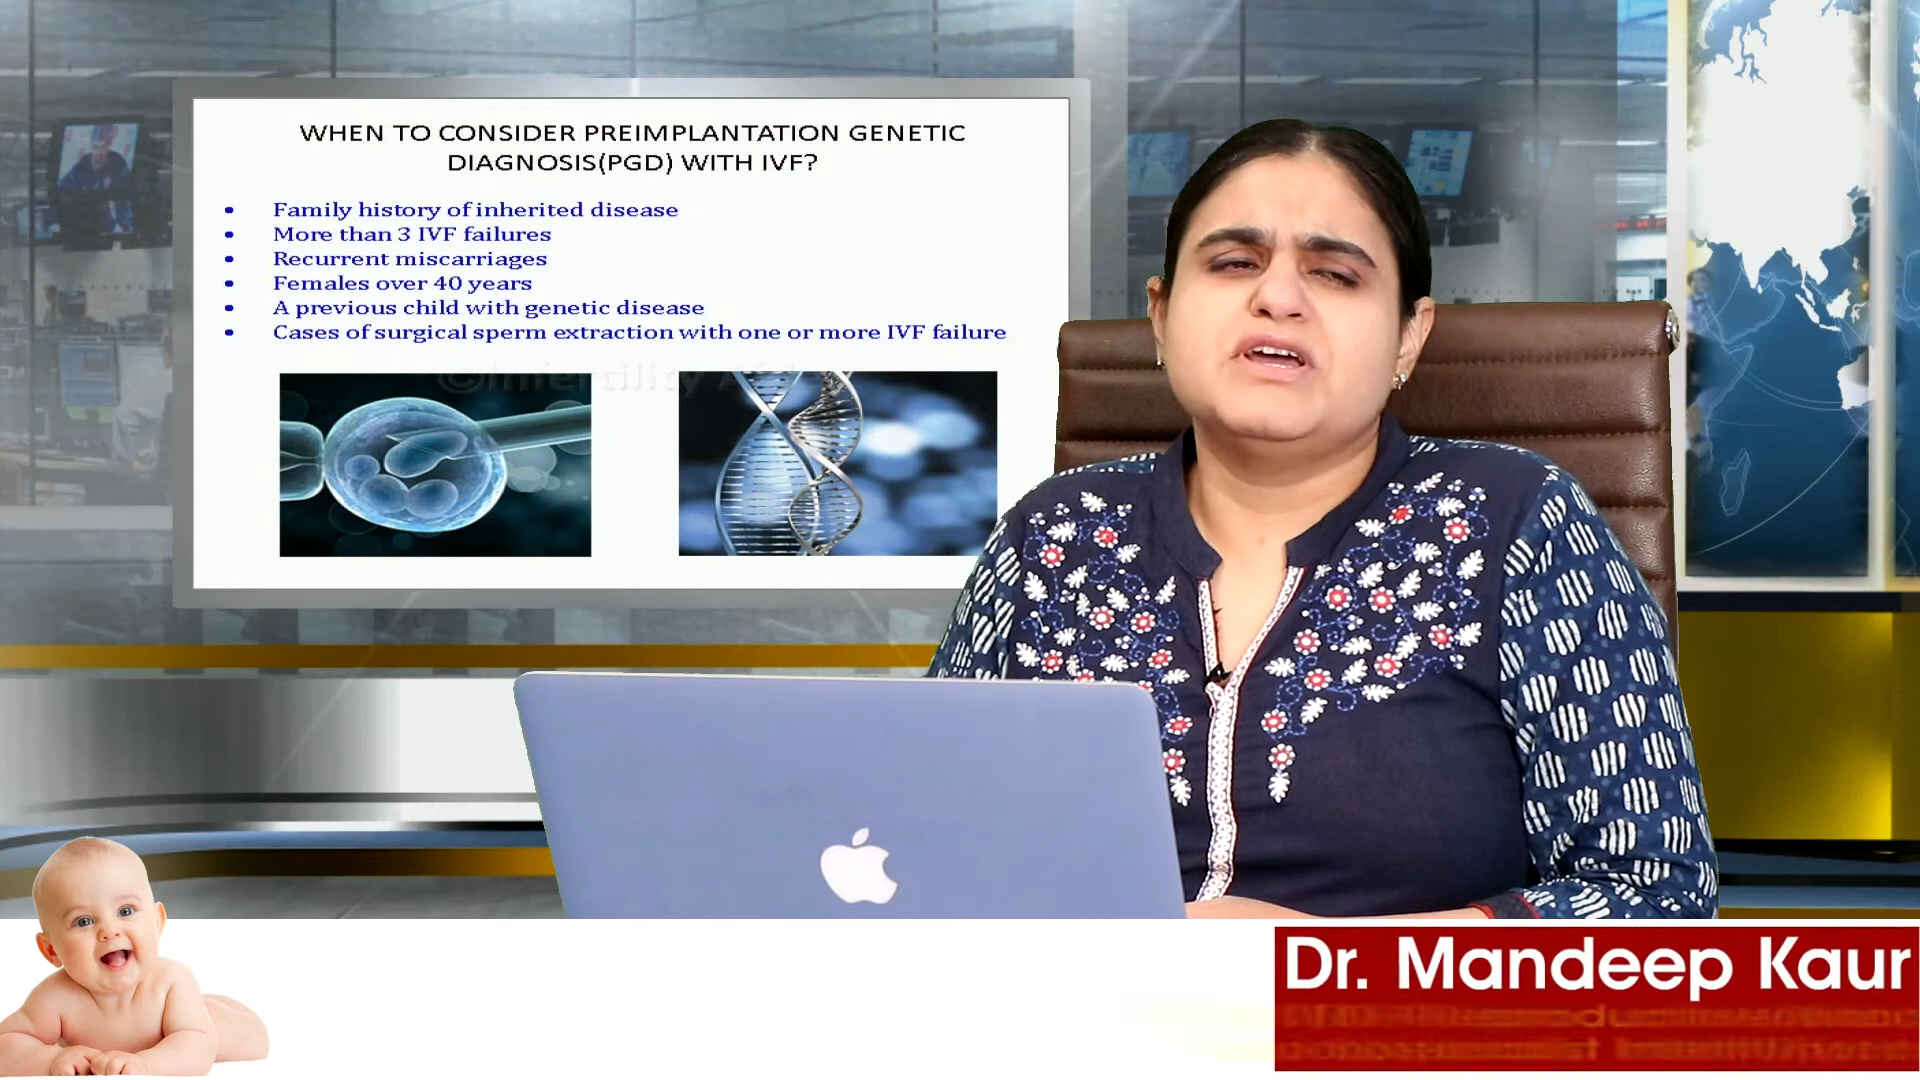 WHEN TO CONSIDER PREIMPLANTATION GENETIC
DIAGNOSIS(PGD) WITH IVF?
• Family history of inherited disease
• More than 3 IVF failures
• Recurrent miscarriages
• Females over 40 years
• A previous child with genetic disease
• Cases of surgical sperm extraction with one or more IVF failure
Dr. Mandeep Kaur